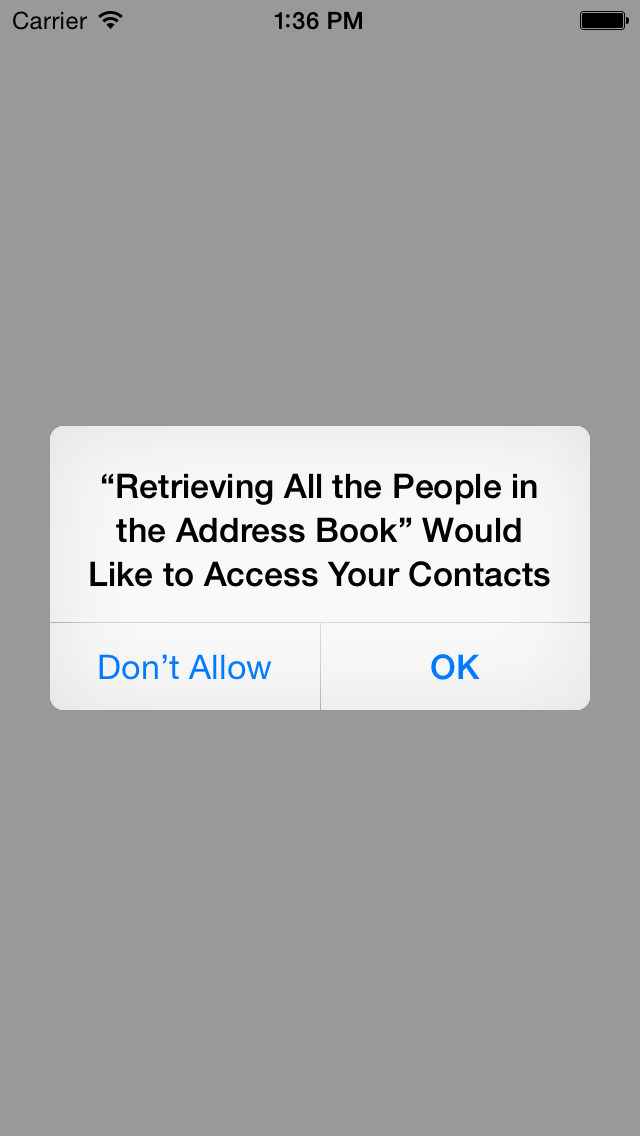 Carrier 1:36 PM
“Retrieving All the People in
the Address Book” Would
Like to Access Your Contacts
Don’t Allow OK